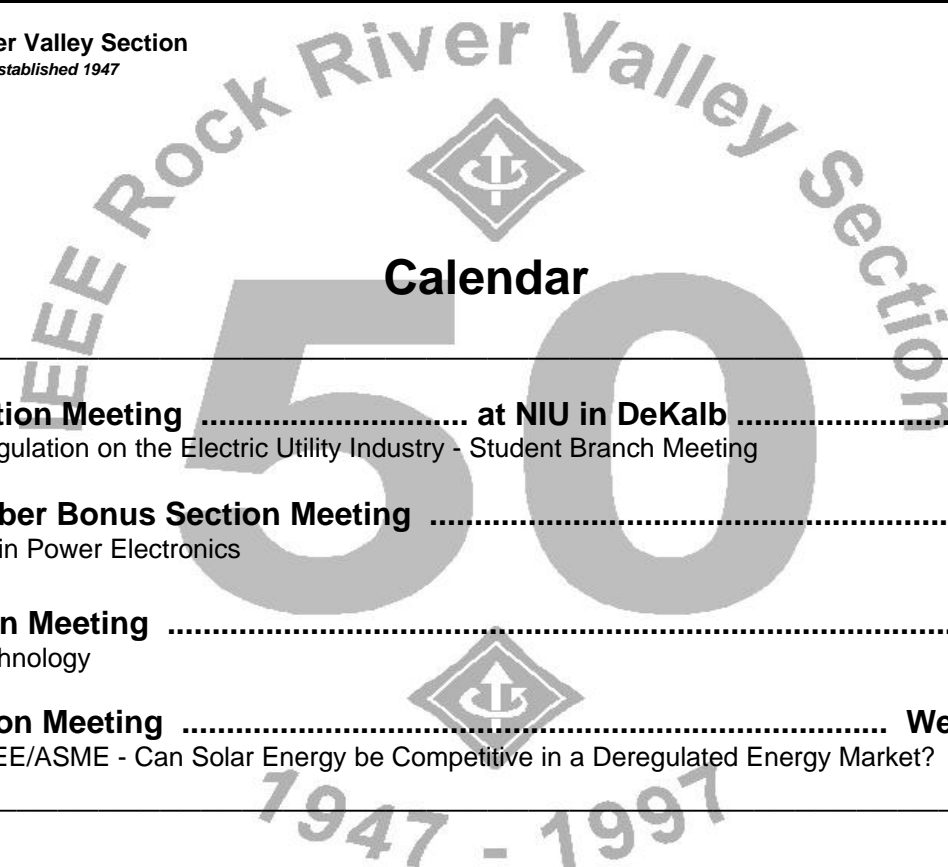 er Valley Section
stablished 1947
IEEE Rock River Valley Section
Calendar
50
tion Meeting .............................. at NIU in DeKalb ........................
gulation on the Electric Utility Industry - Student Branch Meeting
ber Bonus Section Meeting ..........................................................
in Power Electronics
n Meeting ........................................................................................
hnology
on Meeting ................................................................................ We
EE/ASME - Can Solar Energy be Competitive in a Deregulated Energy Market?
1947 - 1997